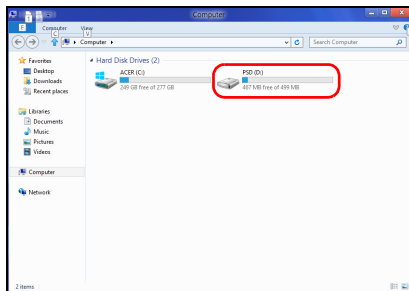 Computer
F
Computer
View
C
V
Computer
Search Computer
Favorites
Desktop
Downloads
Recent places
Libraries
Documents
Music
Pictures
Videos
Computer
Network
Hard Disk Drives (2)
ACER (C:)
249 GB free of 277 GB
PSD (D:)
467 MB free of 499 MB
2 items